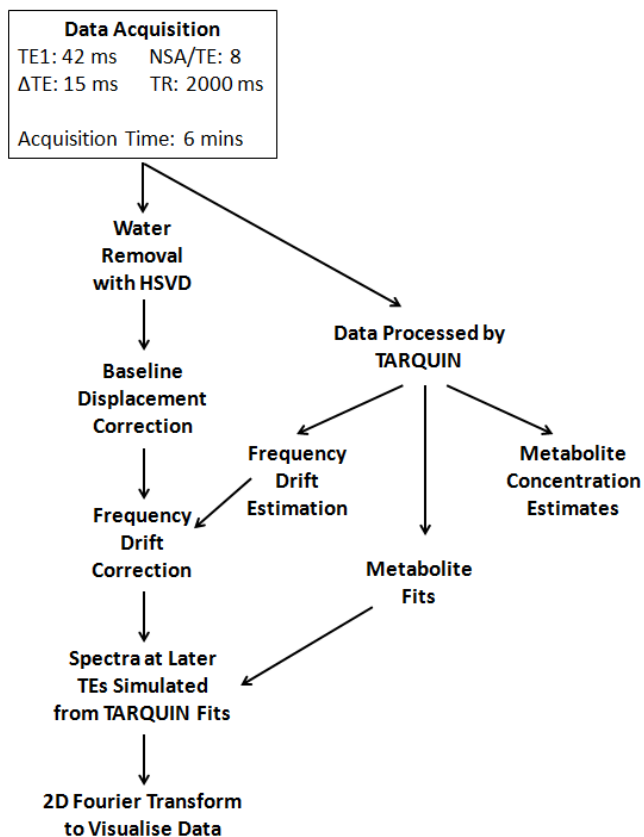 Data Acquisition
TE1: 42 ms NSA/TE: 8
ΔTE: 15 ms TR: 2000 ms
Acquisition Time: 6 mins
Water
Removal
with HSVD
Data Processed by
TARQUIN
Baseline
Displacement
Correction
Frequency
Drift
Estimation
Metabolite
Concentration
Estimates
Frequency
Drift
Correction
Metabolite
Fits
Spectra at Later
TEs Simulated
from TARQUIN Fits
2D Fourier Transform
to Visualise Data